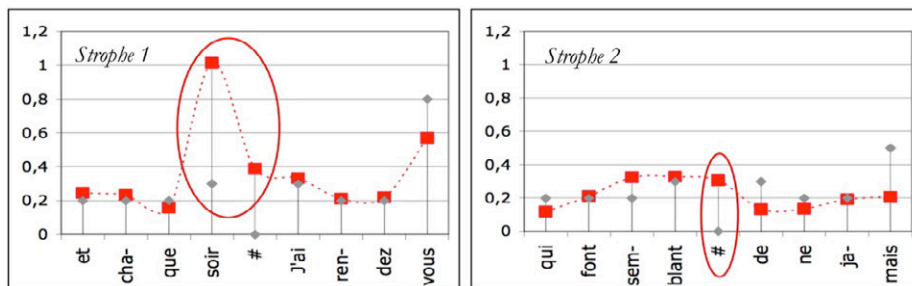 Strophe 1
1,2
1
0,8
0,6
0,4
0,2
0
et
cha-
que
soir
#
J'ai
ren-
dez
vous
Strophe 2
1,2
1
0,8
0,6
0,4
0,2
0
qui
font
sem-
blant
#
de
ne
ja-
mais